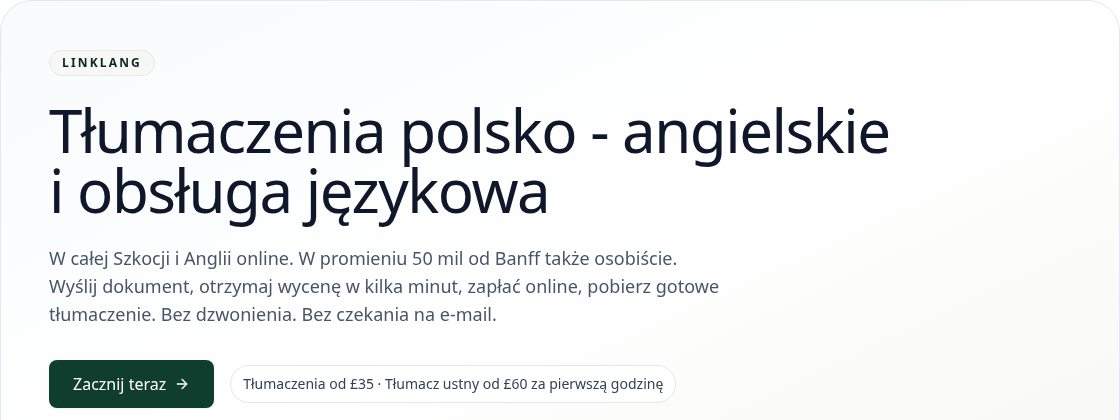 LINKLANG
Tłumaczenia polsko - angielskie
i obsługa językowa
W całej Szkocji i Anglii online. W promieniu 50 mil od Banff także osobiście.
Wyślij dokument, otrzymaj wycenę w kilka minut, zapłać online, pobierz gotowe
tłumaczenie. Bez dzwonienia. Bez czekania na e-mail.
Zacznij teraz →
Tłumaczenia od £35 · Tłumacz ustny od £60 za pierwszą godzinę